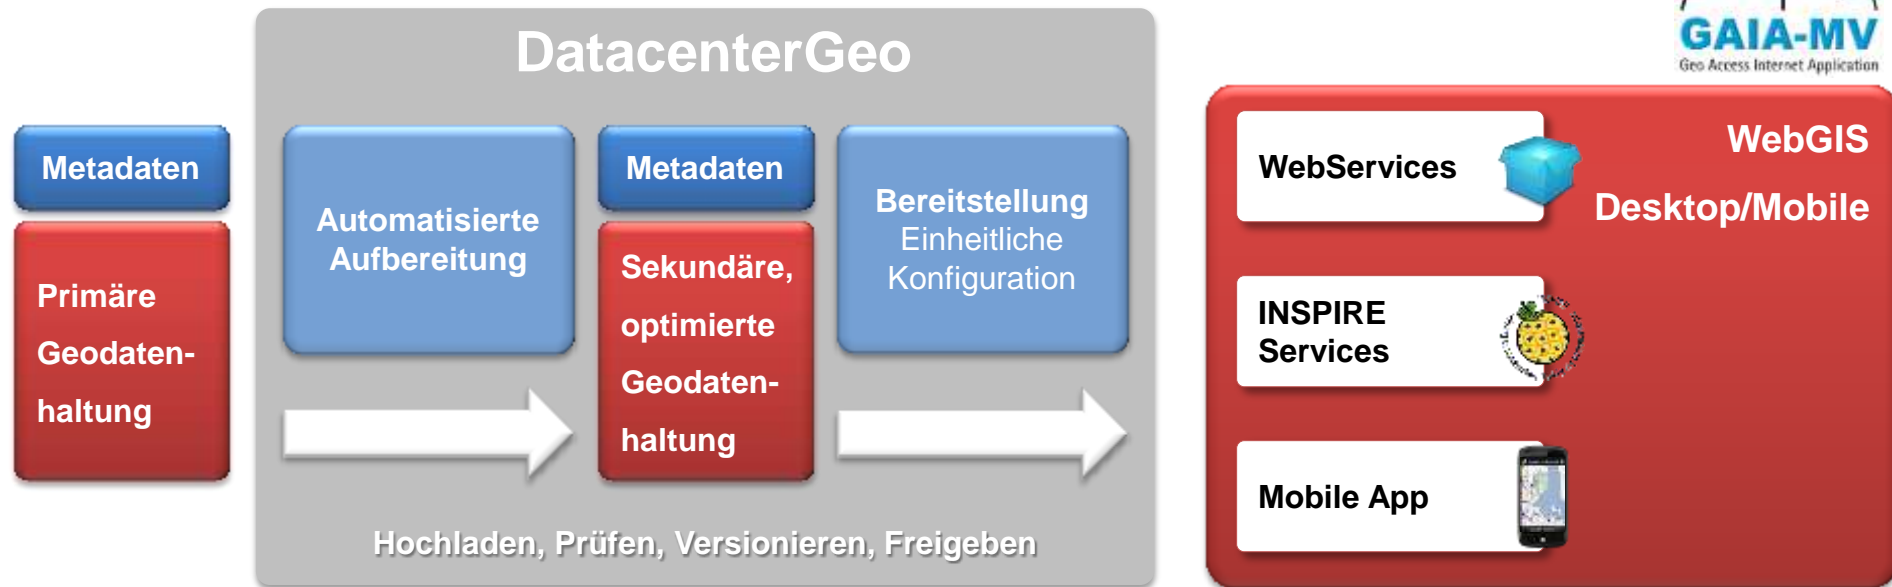 DatacenterGeo
GAIA-MV
Geo Access Internet Application
Metadaten
Primäre
Geodaten-
haltung
Automatisierte
Aufbereitung
Metadaten
Sekundäre,
optimierte
Geodaten-
haltung
Bereitstellung
Einheitliche
Konfiguration
Hochladen, Prüfen, Versionieren, Freigeben
WebGIS
Desktop/Mobile
WebServices
INSPIRE
Services
Mobile App